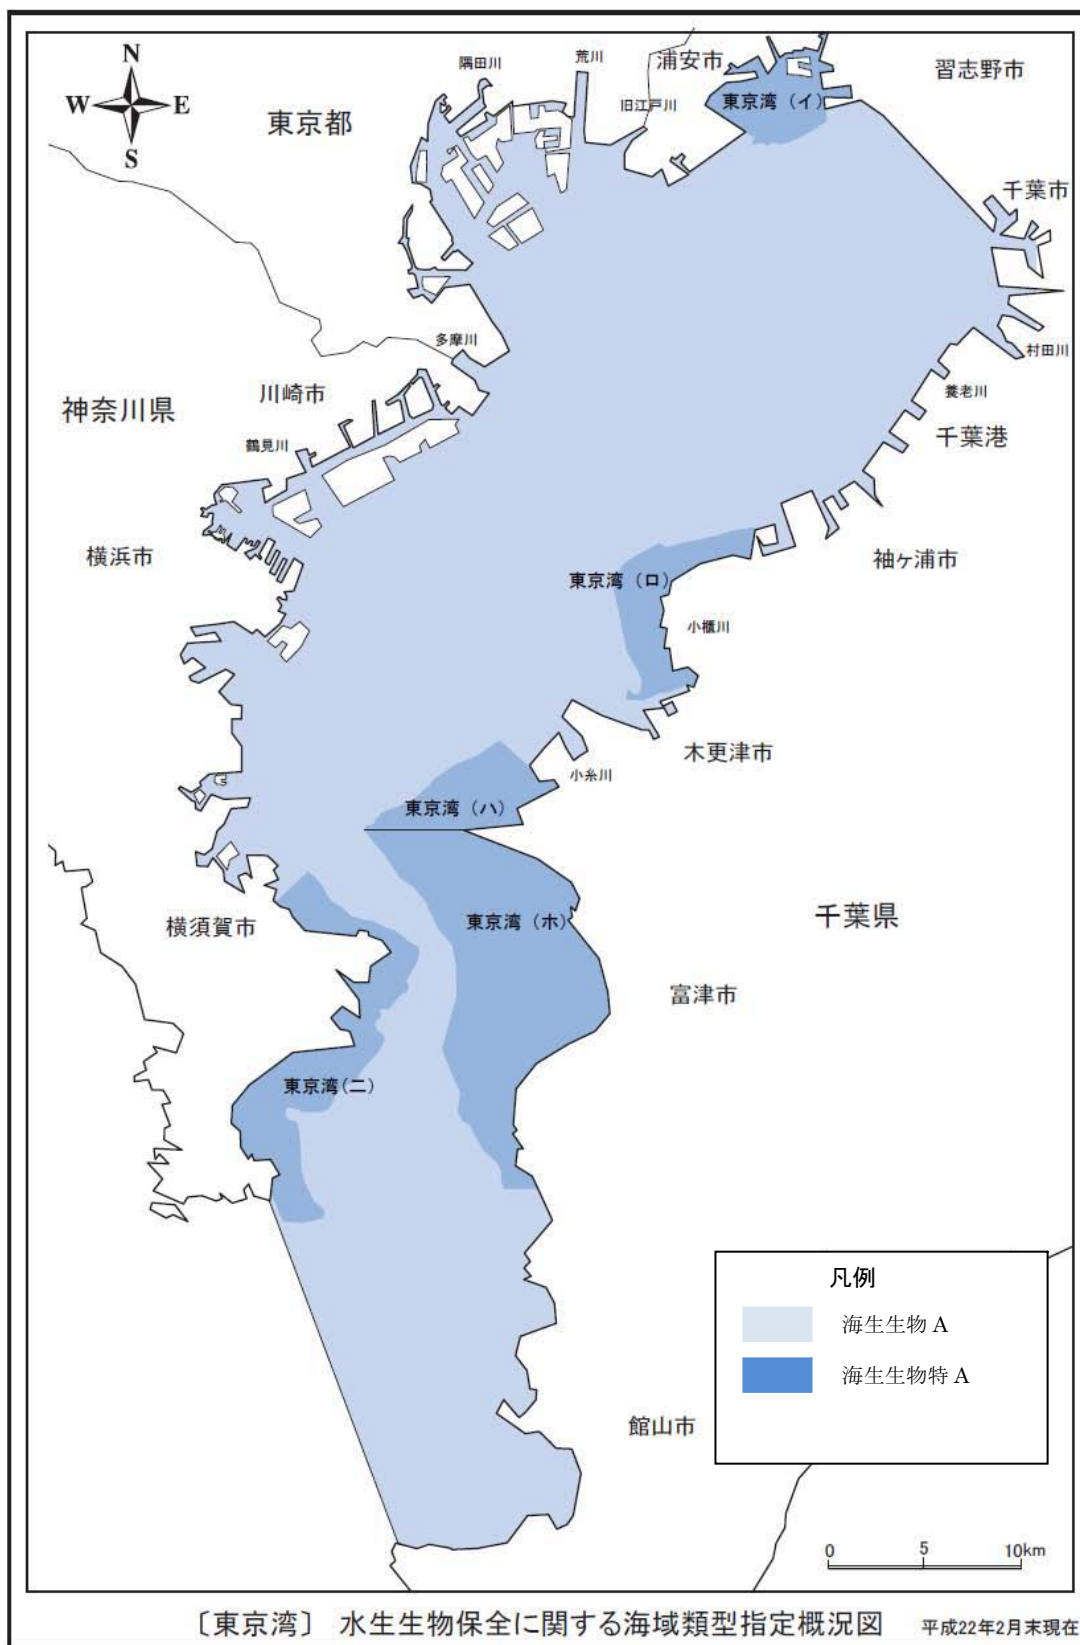 N
W E
S
東京都
隅田川
荒川
浦安市
旧江戸川
東京湾（イ）
習志野市
千葉市
村田川
養老川
千葉港
多摩川
川崎市
神奈川県
鶴見川
横浜市
袖ヶ浦市
東京湾（ロ）
小櫃川
木更津市
小糸川
東京湾（ハ）
横須賀市
東京湾（ホ）
千葉県
富津市
東京湾（ニ）
凡例
海生生物 A
海生生物特 A
館山市
0 5 10km
〔東京湾〕 水生生物保全に関する海域類型指定概況図 平成22年2月末現在